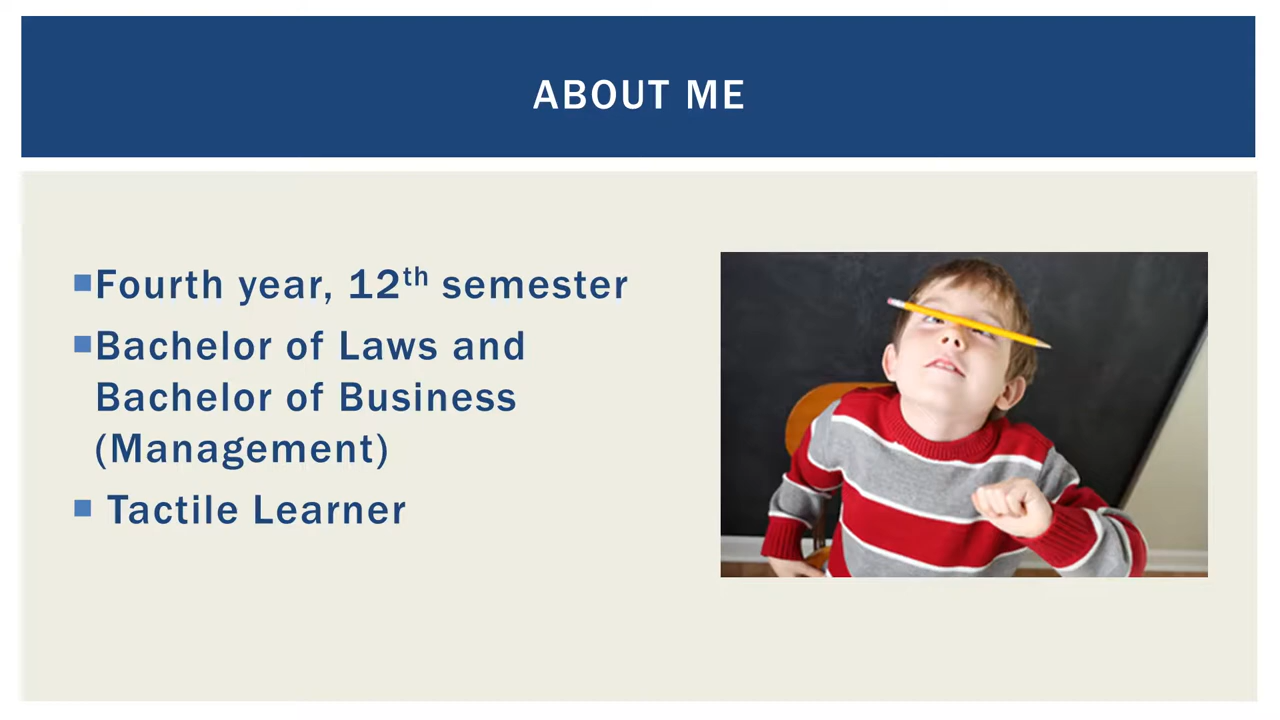 ABOUT ME
Fourth year, 12th semester
Bachelor of Laws and
Bachelor of Business
(Management)
Tactile Learner